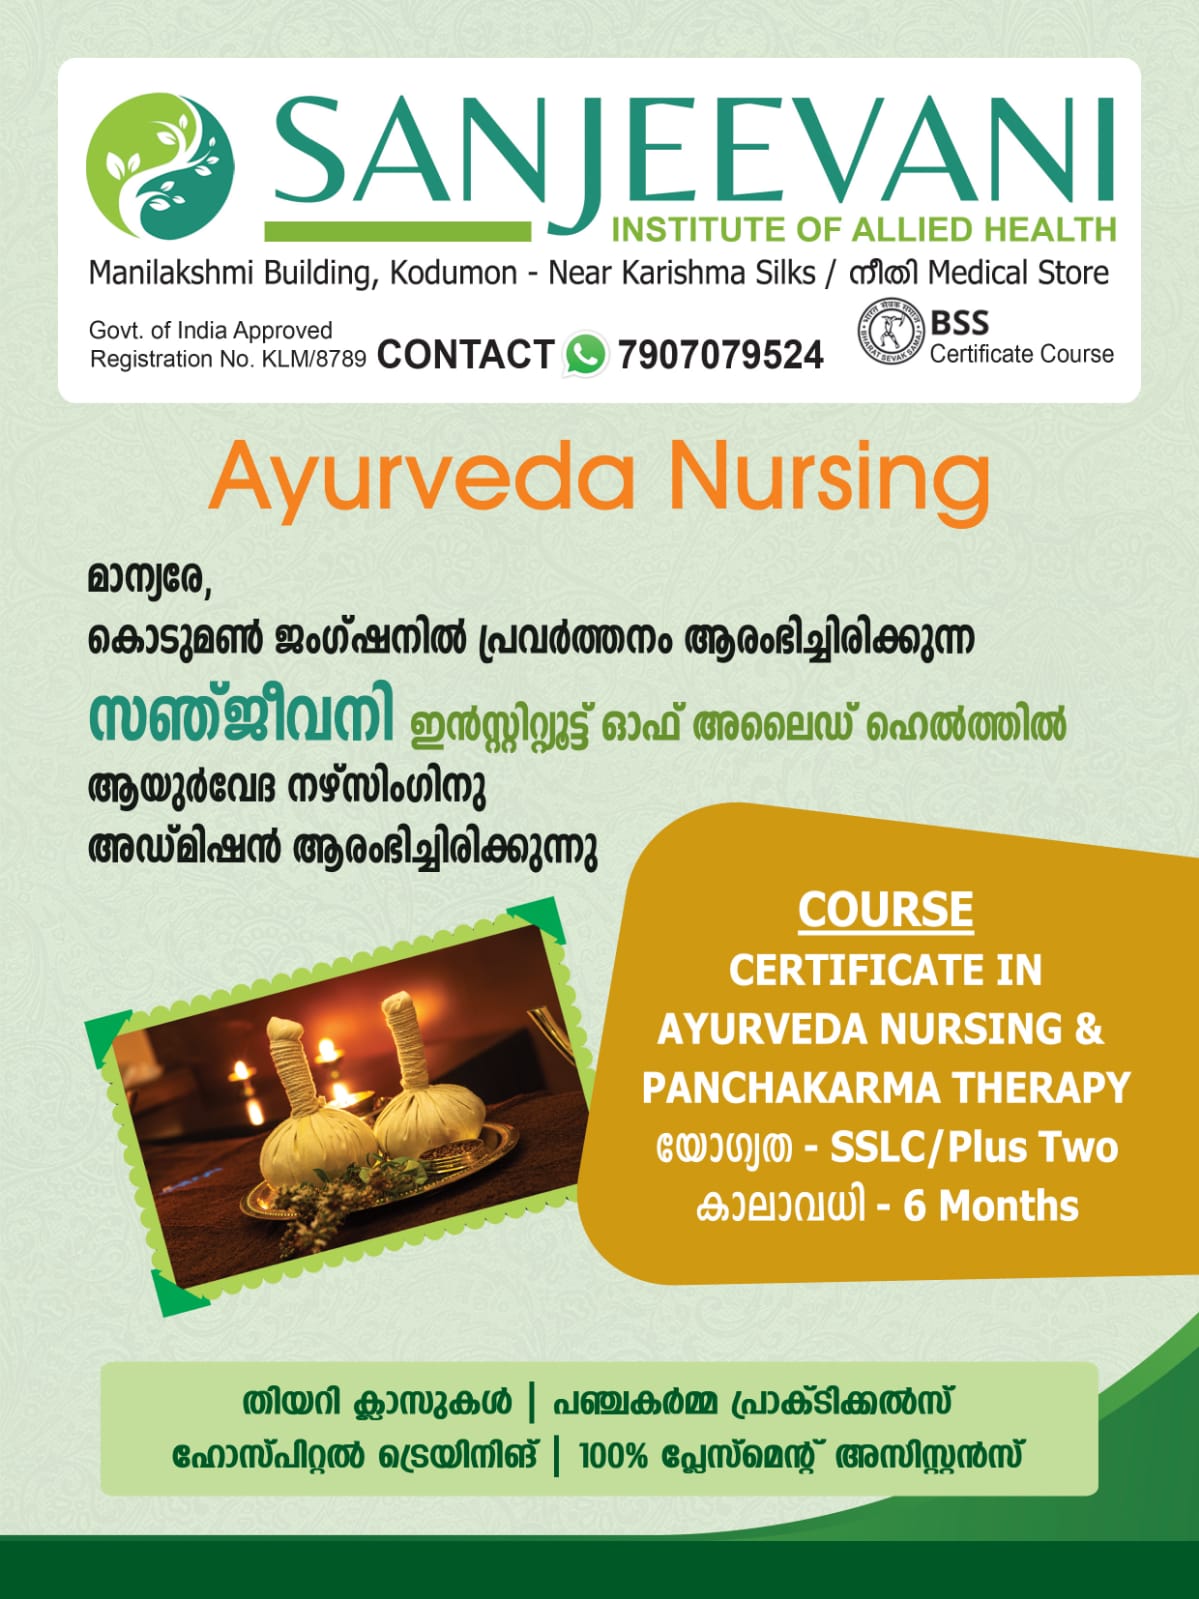 SANJEEVANI
INSTITUTE OF ALLIED HEALTH
Manilakshmi Building, Kodumon - Near Karishma Silks / നീതി Medical Store
Govt. of India Approved
Registration No. KLM/8789
CONTACT 7907079524
BSS
Certificate Course
Ayurveda Nursing
മാന്യരേ,
കൊടുമൺ ജംഗ്ഷനിൽ പ്രവർത്തനം ആരംഭിച്ചിരിക്കുന്ന
സഞ്ജീവനി ഇൻസ്റ്റിറ്റ്യൂട്ട് ഓഫ് അലൈഡ് ഹെൽത്തിൽ
ആയുർവേദ നഴ്സിംഗിനു
അഡ്മിഷൻ ആരംഭിച്ചിരിക്കുന്നു
COURSE
CERTIFICATE IN
AYURVEDA NURSING &
PANCHAKARMA THERAPY
യോഗ്യത - SSLC/Plus Two
കാലാവധി - 6 Months
തിയറി ക്ലാസുകൾ | പഞ്ചകർമ്മ പ്രാക്ടിക്കൽസ്
ഹോസ്പിറ്റൽ ട്രെയിനിങ് | 100% പ്ലേസ്മെന്റ് അസിസ്റ്റൻസ്